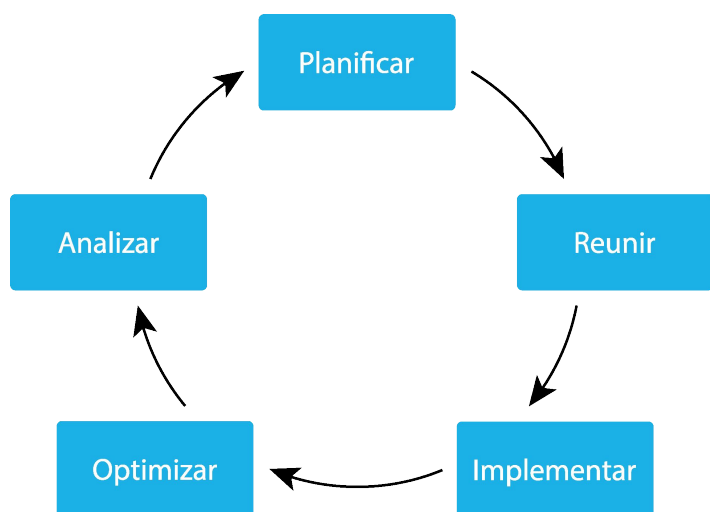 Planificar
Reunir
Implementar
Optimizar
Analizar